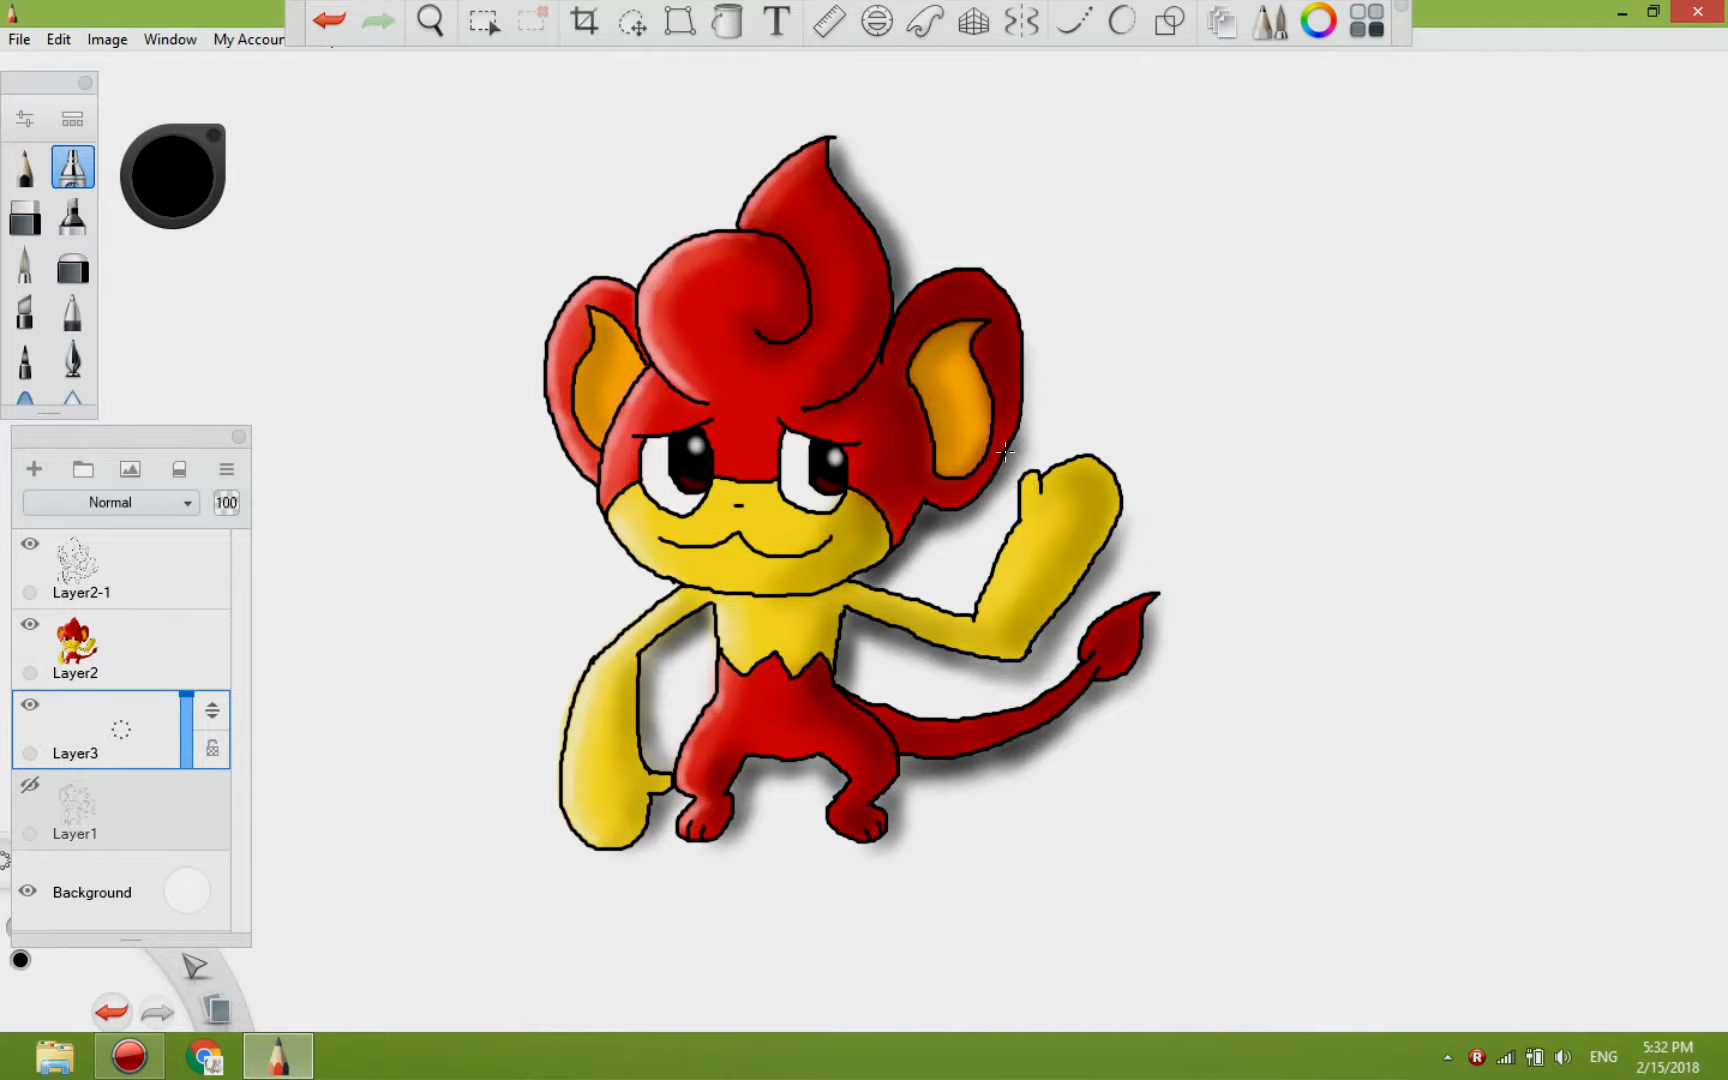 File Edit Image Window My Accoun
Normal 100
Layer2-1
Layer2
Layer3
Layer1
Background
ENG
5:32 PM
2/15/2018